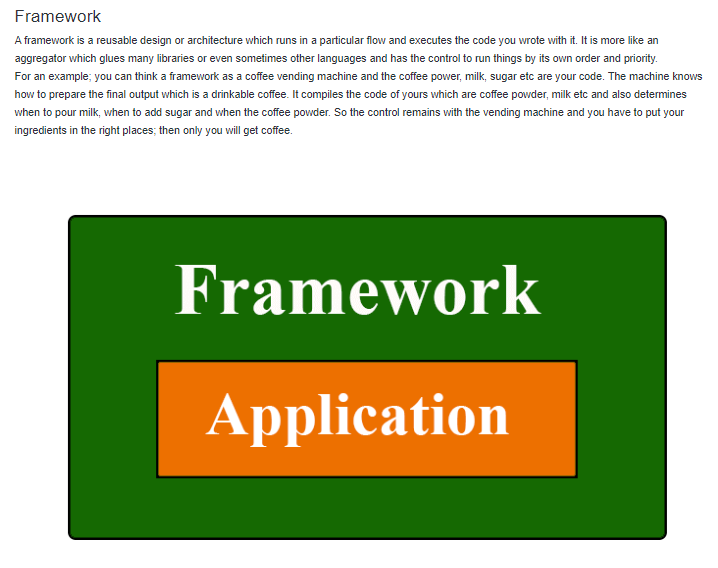 Framework
A framework is a reusable design or architecture which runs in a particular flow and executes the code you wrote with it. It is more like an
aggregator which glues many libraries or even sometimes other languages and has the control to run things by its own order and priority.
For an example; you can think a framework as a coffee vending machine and the coffee power, milk, sugar etc are your code. The machine knows
how to prepare the final output which is a drinkable coffee. It compiles the code of yours which are coffee powder, milk etc and also determines
when to pour milk, when to add sugar and when the coffee powder. So the control remains with the vending machine and you have to put your
ingredients in the right places; then only you will get coffee.
Framework
Application